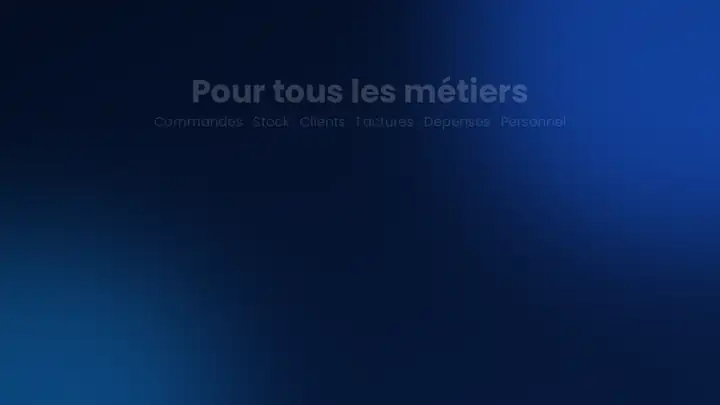 Pour tous les métiers
Commandes Stock Clients Factures Dépenses Personnel